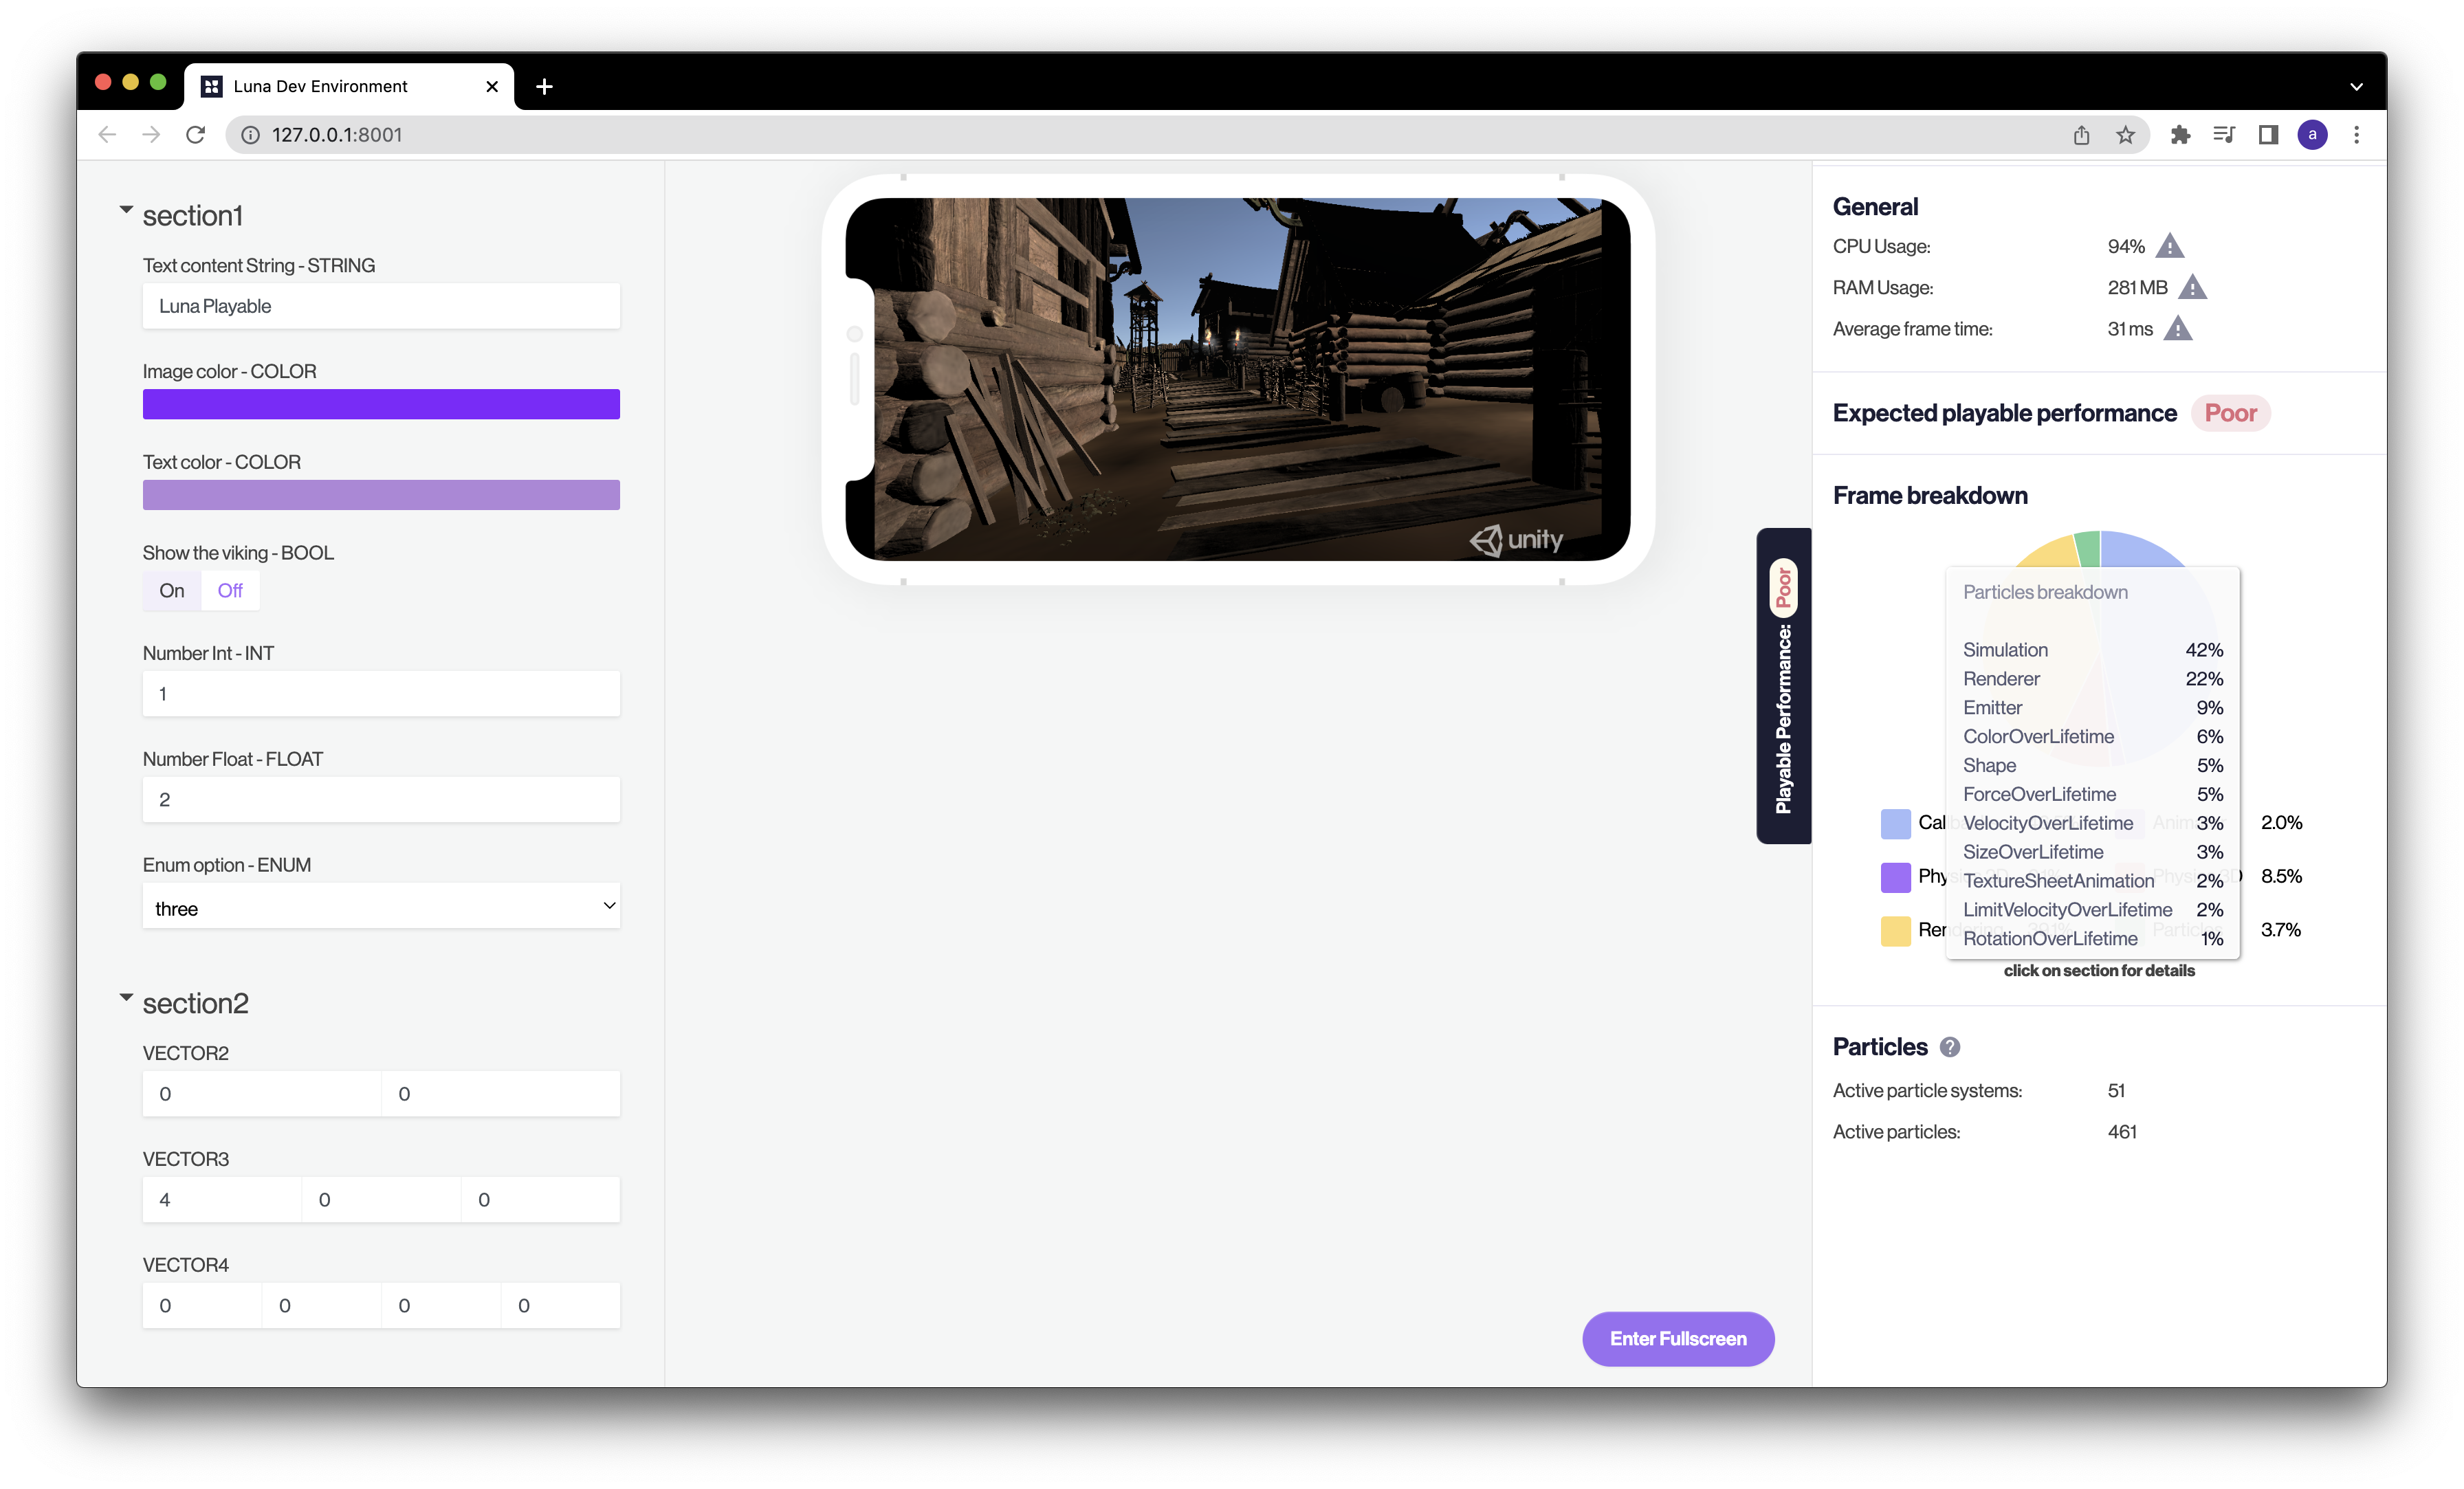 Luna Dev Environment
127.0.0.1:8001
a
section1
Text content String - STRING
Luna Playable
Image color - COLOR
Text color - COLOR
Show the viking - BOOL
On Off
Number Int - INT
1
Number Float - FLOAT
2
Enum option - ENUM
three
section2
VECTOR2
0 0
VECTOR3
4 0 0
VECTOR4
0 0 0 0
unity
Playable Performance: Poor
Enter Fullscreen
General
CPU Usage: 94%
RAM Usage: 281 MB
Average frame time: 31 ms
Expected playable performance Poor
Frame breakdown
Particles breakdown
Simulation 42%
Renderer 22%
Emitter 9%
ColorOverLifetime 6%
Shape 5%
ForceOverLifetime 5%
VelocityOverLifetime 3%
SizeOverLifetime 3%
TextureSheetAnimation 2%
LimitVelocityOverLifetime 2%
RotationOverLifetime 1%
2.0%
8.5%
Particles 3.7%
click on section for details
Particles
Active particle systems: 51
Active particles: 461